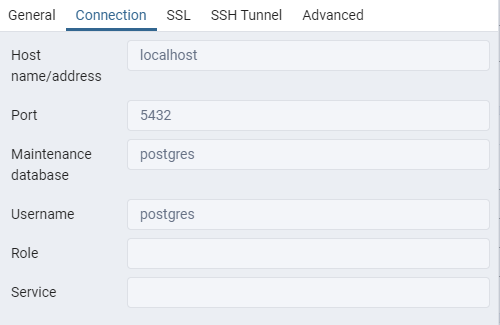 General Connection SSL SSH Tunnel Advanced
Host localhost
name/address
Port 5432
Maintenance postgres
database
Username postgres
Role
Service